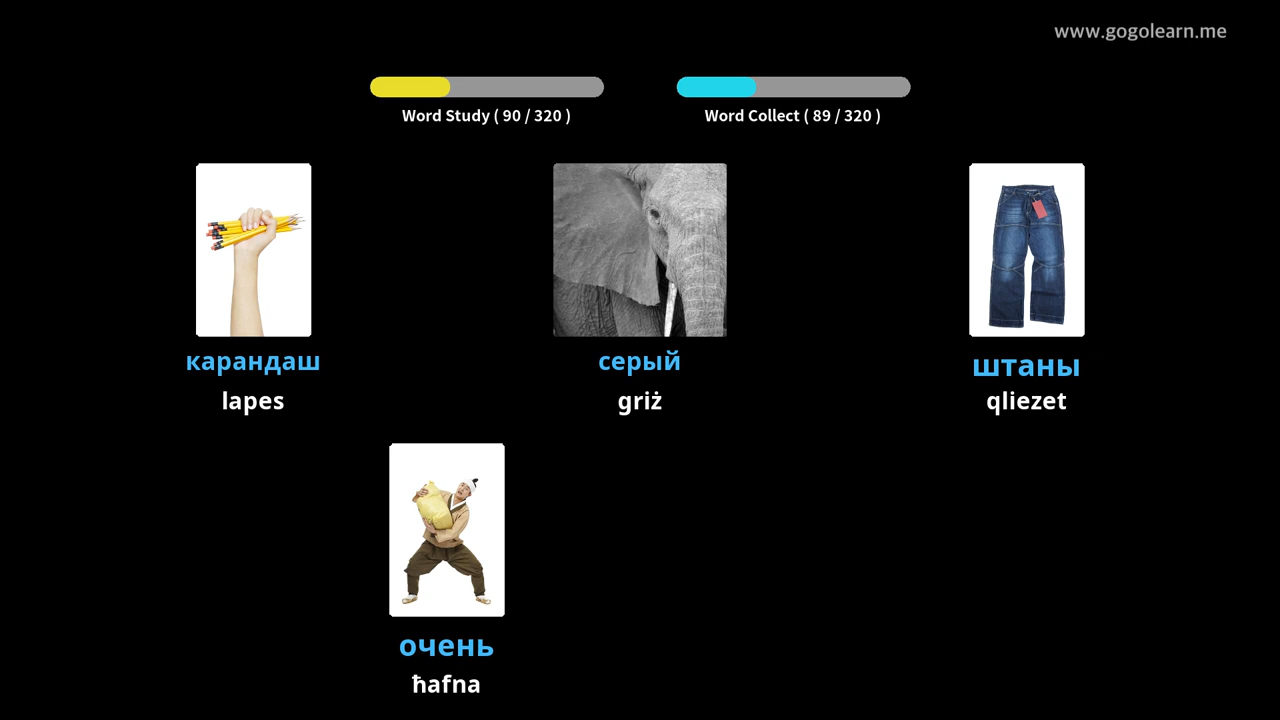 www.gogolearn.me
Word Study ( 90 / 320 )
Word Collect ( 89 / 320 )
карандаш
lapes
серый
griż
штаны
qliezet
очень
ħafna